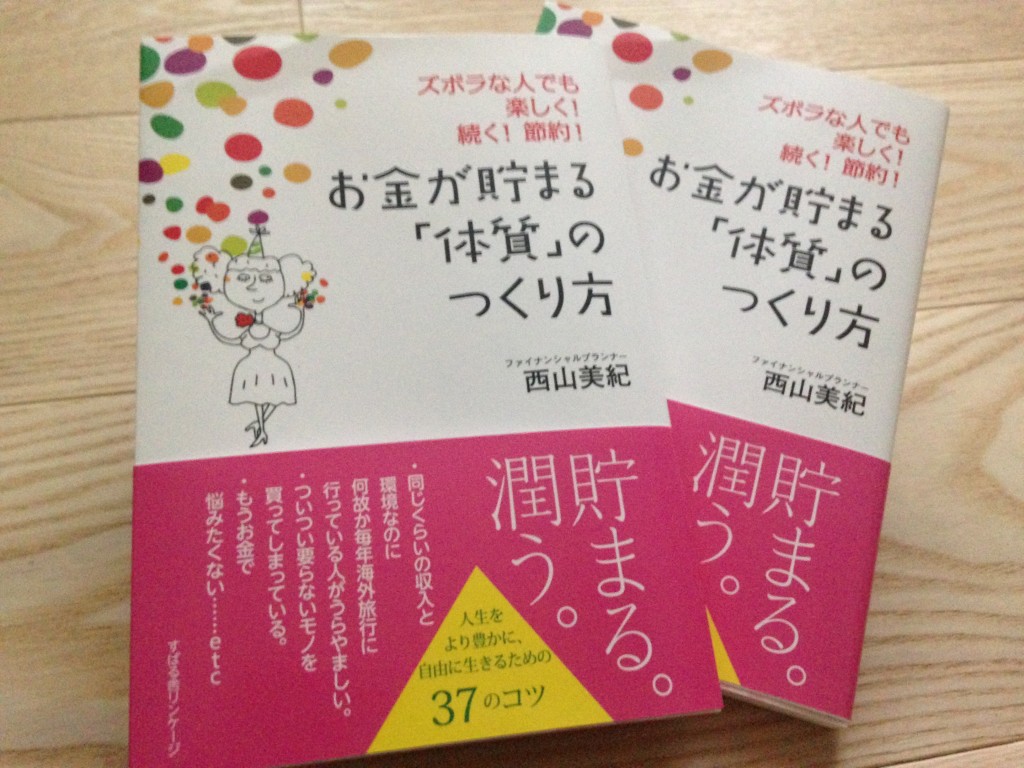 ズボラな人でも
楽しく！
続く！ 節約！
お金が貯まる
「体質」の
つくり方
ファイナンシャルプランナー
西山美紀
貯まる。
潤う。
・同じくらいの収入と
環境なのに
何故か毎年海外旅行に
行っている人がうらやましい。
・ついつい要らないモノを
買ってしまっている。
・もうお金で
悩みたくない……etc
人生を
より豊かに、
自由に生きるための
37のコツ
すばる舎リンケージ
ズボラな人でも
楽しく！
続く！ 節約！
お金が貯まる
「体質」の
つくり方
ファイナンシャルプランナー
西山美紀
貯まる。
潤う。